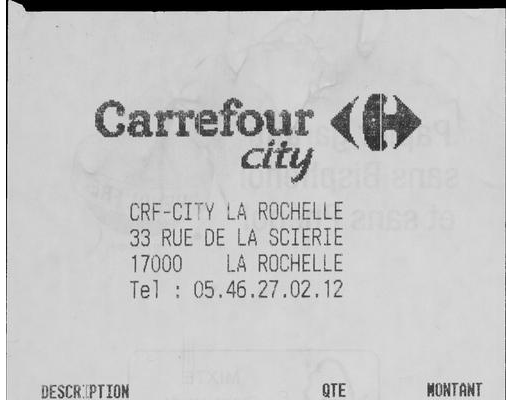 Carrefour
city
CRF-CITY LA ROCHELLE
33 RUE DE LA SCIERIE
17000 LA ROCHELLE
Tel : 05.46.27.02.12
DESCRIPTION QTE MONTANT